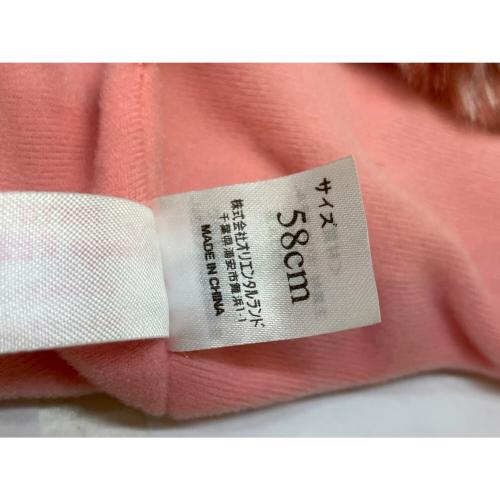 サイズ
58cm
株式会社オリエンタルランド
千葉県浦安市舞浜1-1
MADE IN CHINA